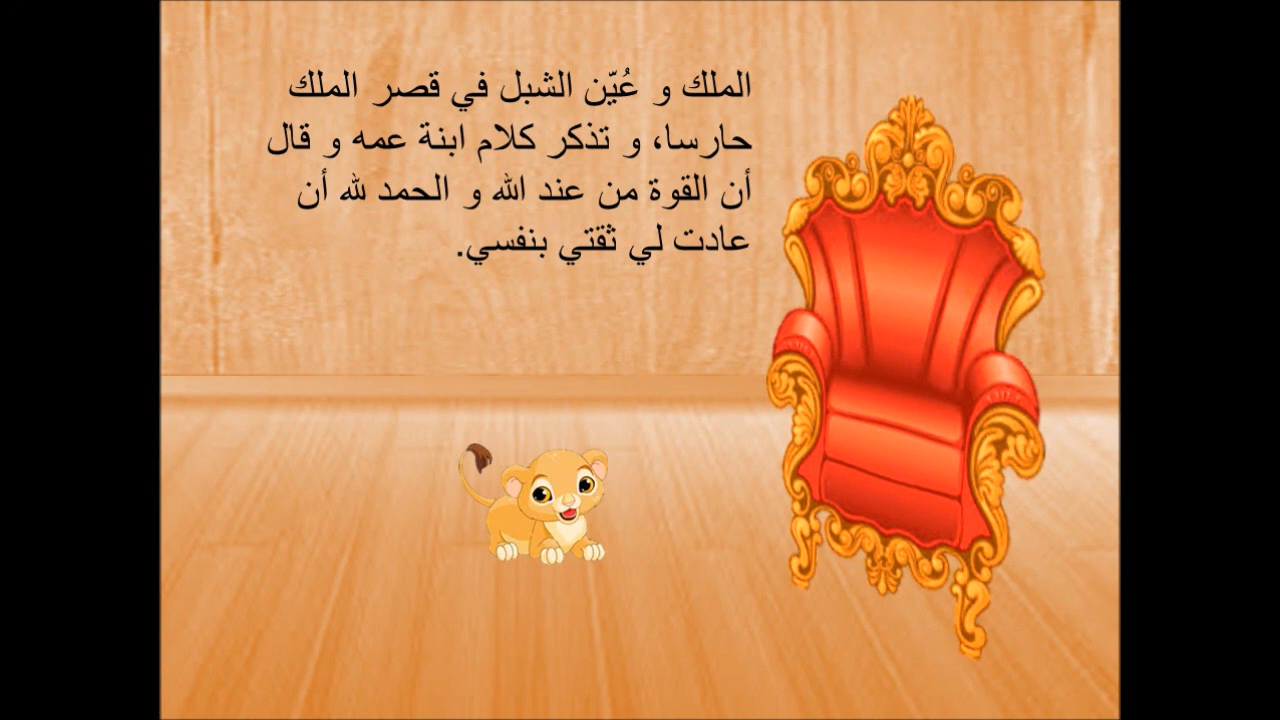 الملك و عُيّن الشبل في قصر الملك
حارسا، و تذكر كلام ابنة عمه و قال
أن القوة من عند الله و الحمد لله أن
عادت لي ثقتي بنفسي.